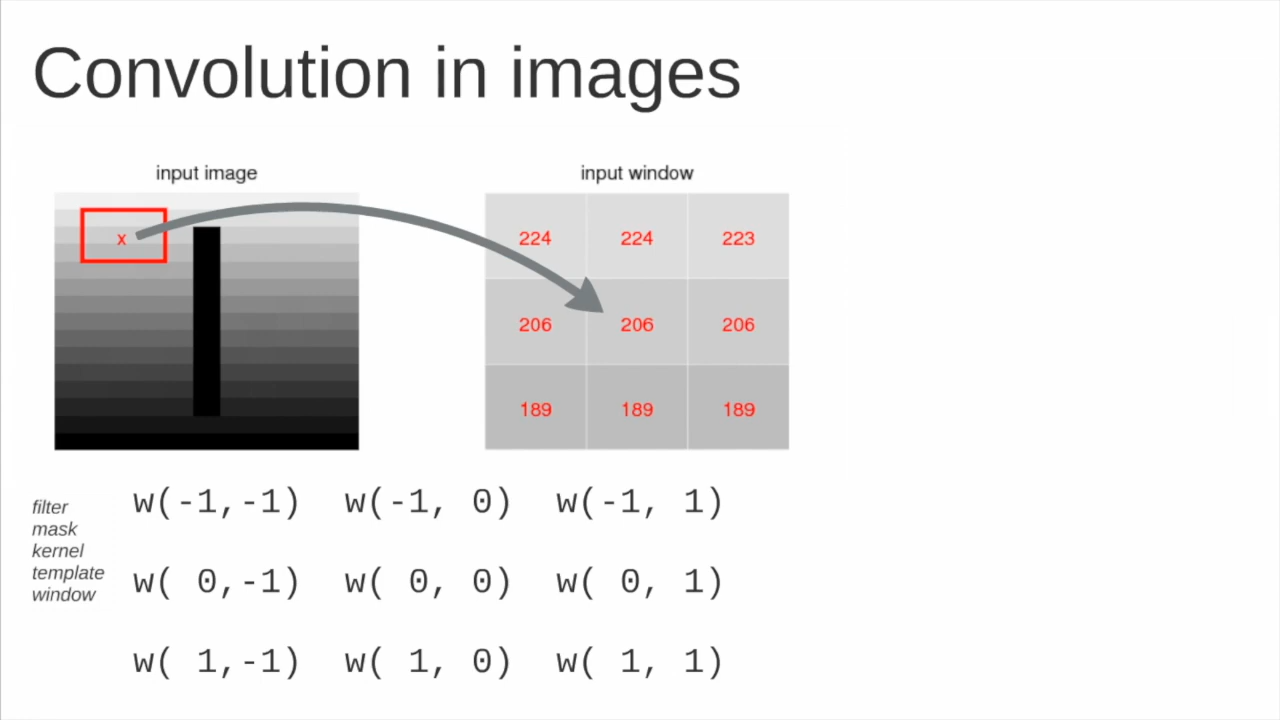 Convolution in images
input image
input window
x
224 224 223
206 206 206
189 189 189
filter
mask
kernel
template
window
w(-1,-1) w(-1, 0) w(-1, 1)
w( 0,-1) w( 0, 0) w( 0, 1)
w( 1,-1) w( 1, 0) w( 1, 1)